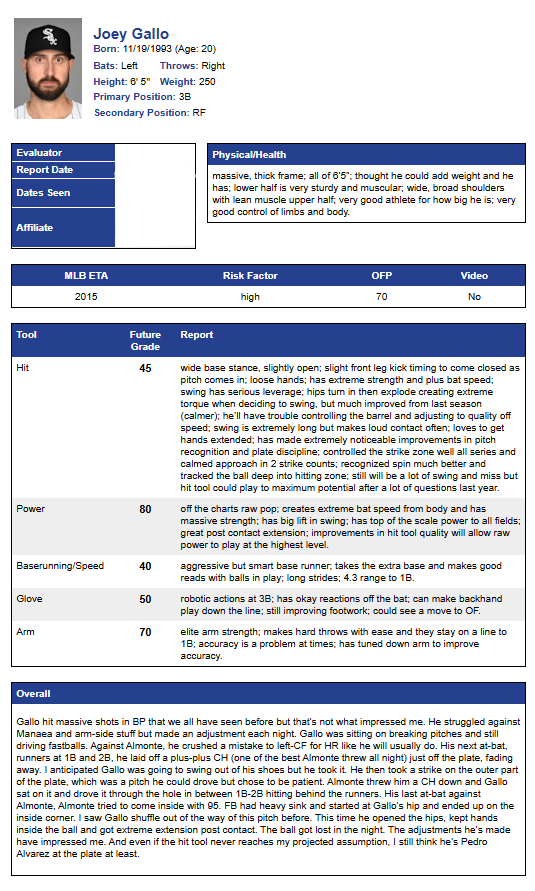 Joey Gallo
Born: 11/19/1993 (Age: 20)
Bats: Left Throws: Right
Height: 6' 5" Weight: 250
Primary Position: 3B
Secondary Position: RF
Evaluator
Report Date
Dates Seen
Affiliate
Physical/Health
massive, thick frame; all of 6'5"; thought he could add weight and he
has; lower half is very sturdy and muscular; wide, broad shoulders
with lean muscle upper half; very good athlete for how big he is; very
good control of limbs and body.
MLB ETA Risk Factor OFP Video
2015 high 70 No
Tool Future Grade Report
Hit 45 wide base stance, slightly open; slight front leg kick timing to come closed as
pitch comes in; loose hands; has extreme strength and plus bat speed;
swing has serious leverage; hips turn in then explode creating extreme
torque when deciding to swing, but much improved from last season
(calmer); he'll have trouble controlling the barrel and adjusting to quality off
speed; swing is extremely long but makes loud contact often; loves to get
hands extended; has made extremely noticeable improvements in pitch
recognition and plate discipline; controlled the strike zone well all series and
calmed approach in 2 strike counts; recognized spin much better and
tracked the ball deep into hitting zone; still will be a lot of swing and miss but
hit tool could play to maximum potential after a lot of questions last year.
Power 80 off the charts raw pop; creates extreme bat speed from body and has
massive strength; has big lift in swing; has top of the scale power to all fields;
great post contact extension; improvements in hit tool quality will allow raw
power to play at the highest level.
Baserunning/Speed 40 aggressive but smart base runner; takes the extra base and makes good
reads with balls in play; long strides; 4.3 range to 1B.
Glove 50 robotic actions at 3B; has okay reactions off the bat; can make backhand
play down the line; still improving footwork; could see a move to OF.
Arm 70 elite arm strength; makes hard throws with ease and they stay on a line to
1B; accuracy is a problem at times; has tuned down arm to improve
accuracy.
Overall
Gallo hit massive shots in BP that we all have seen before but that's not what impressed me. He struggled against
Manaea and arm-side stuff but made an adjustment each night. Gallo was sitting on breaking pitches and still
driving fastballs. Against Almonte, he crushed a mistake to left-CF for HR like he will usually do. His next at-bat,
runners at 1B and 2B, he laid off a plus-plus CH (one of the best Almonte threw all night) just off the plate, fading
away. I anticipated Gallo was going to swing out of his shoes but he took it. He then took a strike on the outer part
of the plate, which was a pitch he could drove but chose to be patient. Almonte threw him a CH down and Gallo
sat on it and drove it through the hole in between 1B-2B hitting behind the runners. His last at-bat against
Almonte, Almonte tried to come inside with 95. FB had heavy sink and started at Gallo's hip and ended up on the
inside corner. I saw Gallo shuffle out of the way of this pitch before. This time he opened the hips, kept hands
inside the ball and got extreme extension post contact. The ball got lost in the night. The adjustments he's made
have impressed me. And even if the hit tool never reaches my projected assumption, I still think he's Pedro
Alvarez at the plate at least.